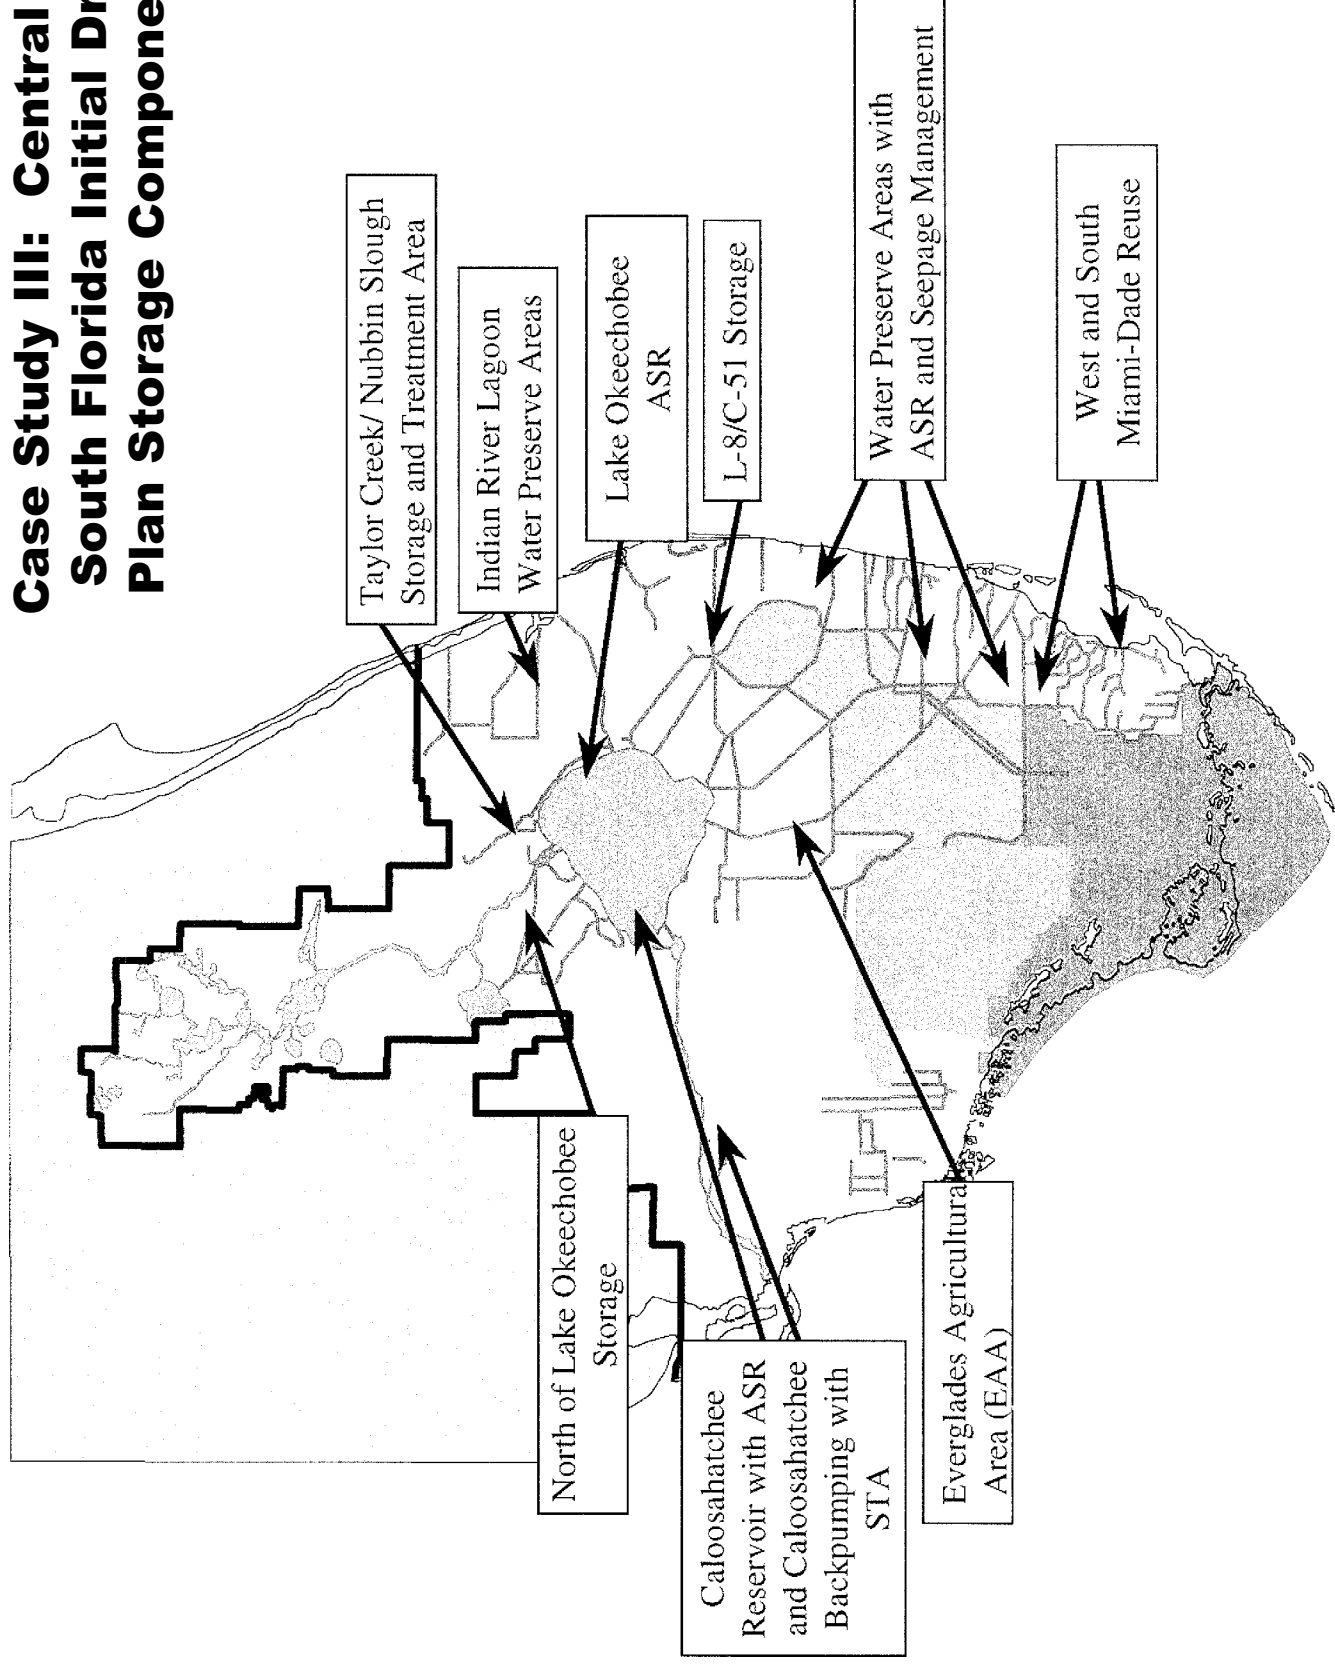 Case Study III: Central
South Florida Initial Dr
Plan Storage Compone
Taylor Creek/ Nubbin Slough
Storage and Treatment Area
Indian River Lagoon
Water Preserve Areas
Lake Okeechobee
ASR
L-8/C-51 Storage
Water Preserve Areas with
ASR and Seepage Management
West and South
Miami-Dade Reuse
North of Lake Okeechobee
Storage
Caloosahatchee
Reservoir with ASR
and Caloosahatchee
Backpumping with
STA
Everglades Agricultura
Area (EAA)